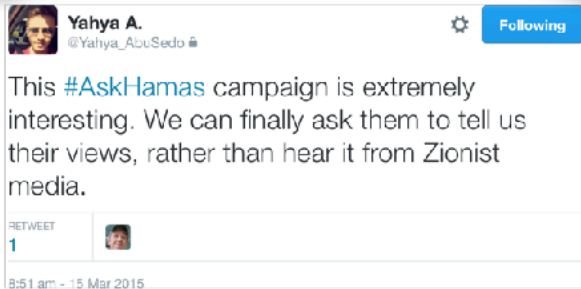 Yahya A.
@Yahya_AbuSedo
Following
This #AskHamas campaign is extremely
interesting. We can finally ask them to tell us
their views, rather than hear it from Zionist
media.
RETWEET
1
8:51 am - 15 Mar 2015